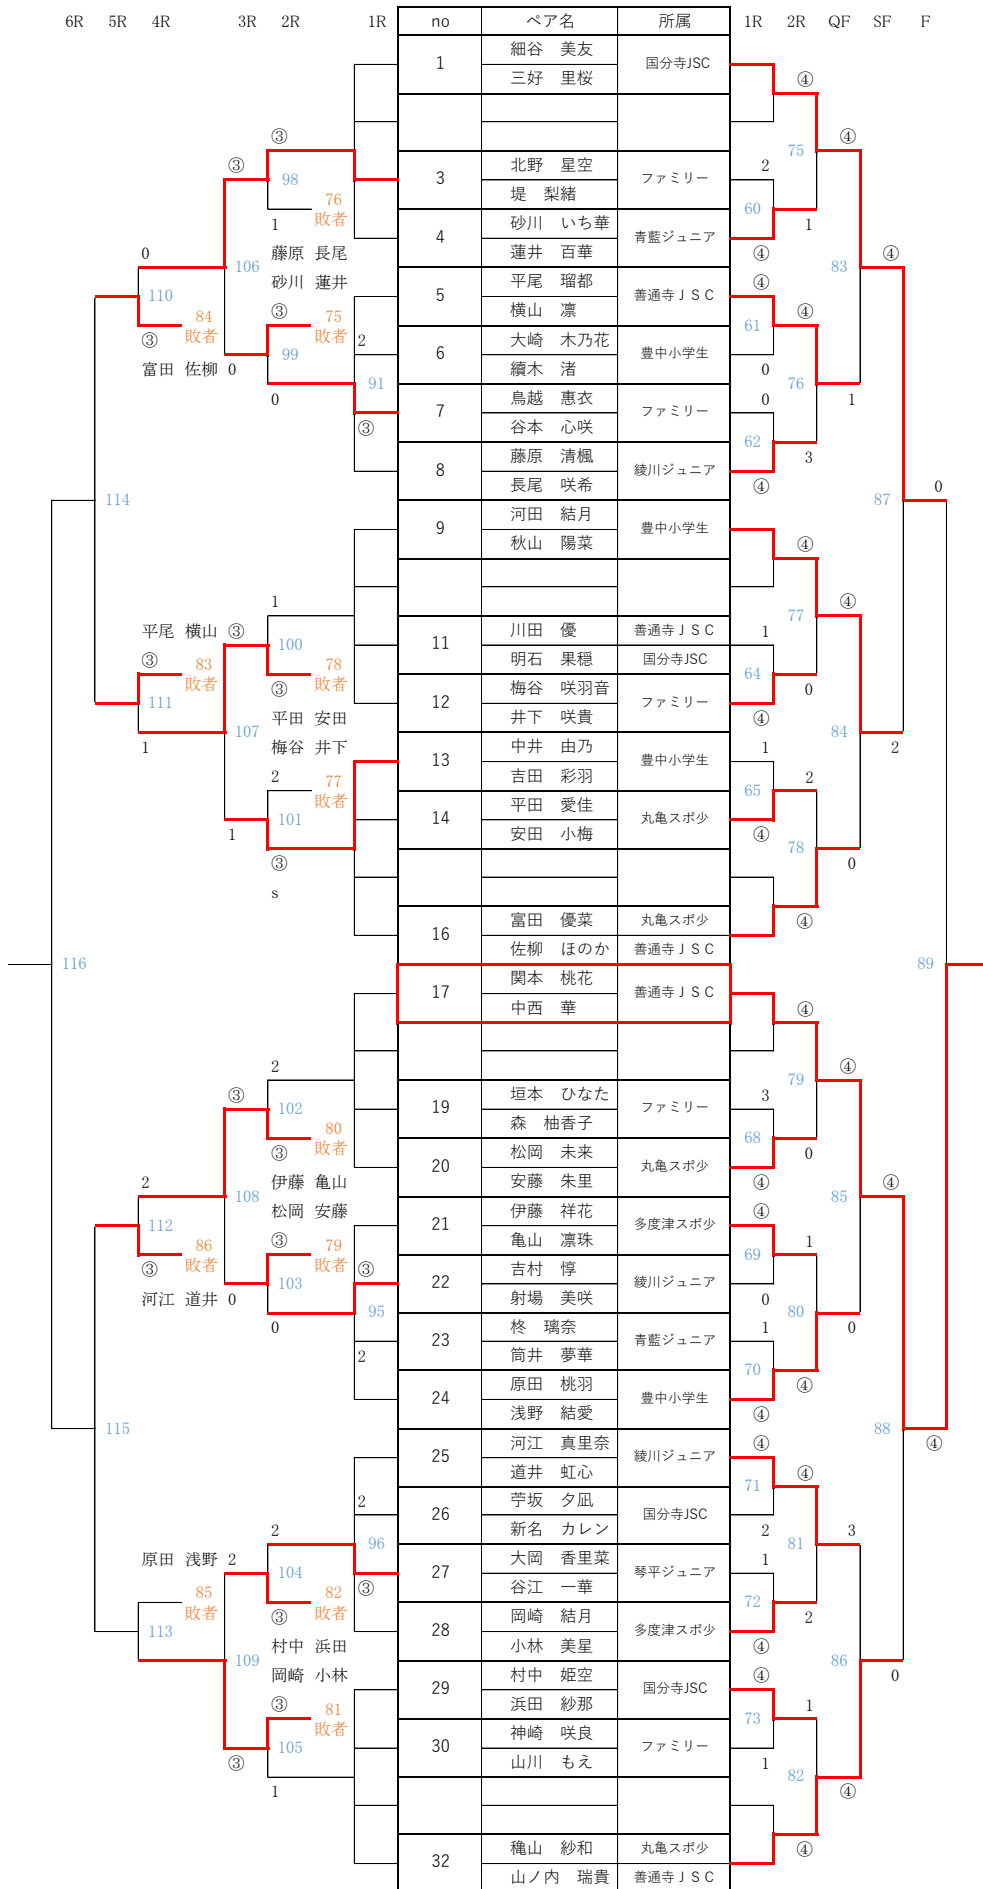 6R 5R 4R 3R 2R 1R no ペア名 所属 1R 2R QF SF F
細谷 美友
1 国分寺JSC
三好 里桜 ④
③ ④
75
③ 北野 星空 2
98 3 ファミリー
76 堤 梨緒 60
敗者
1 砂川 いち華 1
0 藤原 長尾 4 青藍ジュニア
蓮井 百華 ④ ④
106 83
砂川 蓮井 平尾 瑠都 ④
110 5 善通寺ＪＳＣ
84 ③ 75 横山 凛 61 ④
敗者 敗者
③ 2 大崎 木乃花
99 6 豊中小学生
富田 佐柳 0 續木 渚 0
91 76
0 鳥越 惠衣 0 1
7 ファミリー
③ 谷本 心咲 62
藤原 清楓 3
8 綾川ジュニア
長尾 咲希 ④
114 87 0
河田 結月
9 豊中小学生
秋山 陽菜 ④
1 ④
77
平尾 横山 ③ 川田 優 善通寺ＪＳＣ 1
100 11
③ 83 78 明石 果穏 国分寺JSC 64
敗者 敗者
③ 梅谷 咲羽音 0
111 12 ファミリー
平田 安田 井下 咲貴 ④
107 84
1 梅谷 井下 中井 由乃 1 2
13 豊中小学生
2 77 吉田 彩羽 65 2
敗者
101 平田 愛佳
1 14 丸亀スポ少
安田 小梅 ④
78
③ 0
s
富田 優菜 丸亀スポ少 ④
16
佐柳 ほのか 善通寺ＪＳＣ
116 89
関本 桃花
17 善通寺ＪＳＣ
中西 華 ④
2 ④
79
③ 垣本 ひなた 3
102 19 ファミリー
80 森 柚香子 68
敗者
③ 松岡 未来 0
20 丸亀スポ少
2 伊藤 亀山 安藤 朱里 ④ ④
108 85
松岡 安藤 伊藤 祥花 ④
112 21 多度津スポ少
86 ③ 79 亀山 凛珠 69 1
敗者 敗者
③ ③ 吉村 惇
103 22 綾川ジュニア
河江 道井 0 射場 美咲 0
95 80
0 柊 璃奈 1 0
23 青藍ジュニア
2 筒井 夢華 70 ④
原田 桃羽
24 豊中小学生
浅野 結愛 ④
115 88
河江 真里奈 ④ ④
25 綾川ジュニア
道井 虹心 71 ④
2 苧坂 夕凪
26 国分寺JSC
2 新名 カレン 2 3
96 81
原田 浅野 2 大岡 香里菜 1
104 27 琴平ジュニア
85 82 ③ 谷江 一華 72
敗者 敗者
③ 岡崎 結月 2
113 28 多度津スポ少
村中 浜田 小林 美星 ④
109 86
岡崎 小林 村中 姫空 ④ 0
29 国分寺JSC
③ 81 浜田 紗那 73 1
敗者
105 神崎 咲良
③ 30 ファミリー
山川 もえ 1
82
1 ④
穐山 紗和 丸亀スポ少 ④
32
山ノ内 瑞貴 善通寺ＪＳＣ